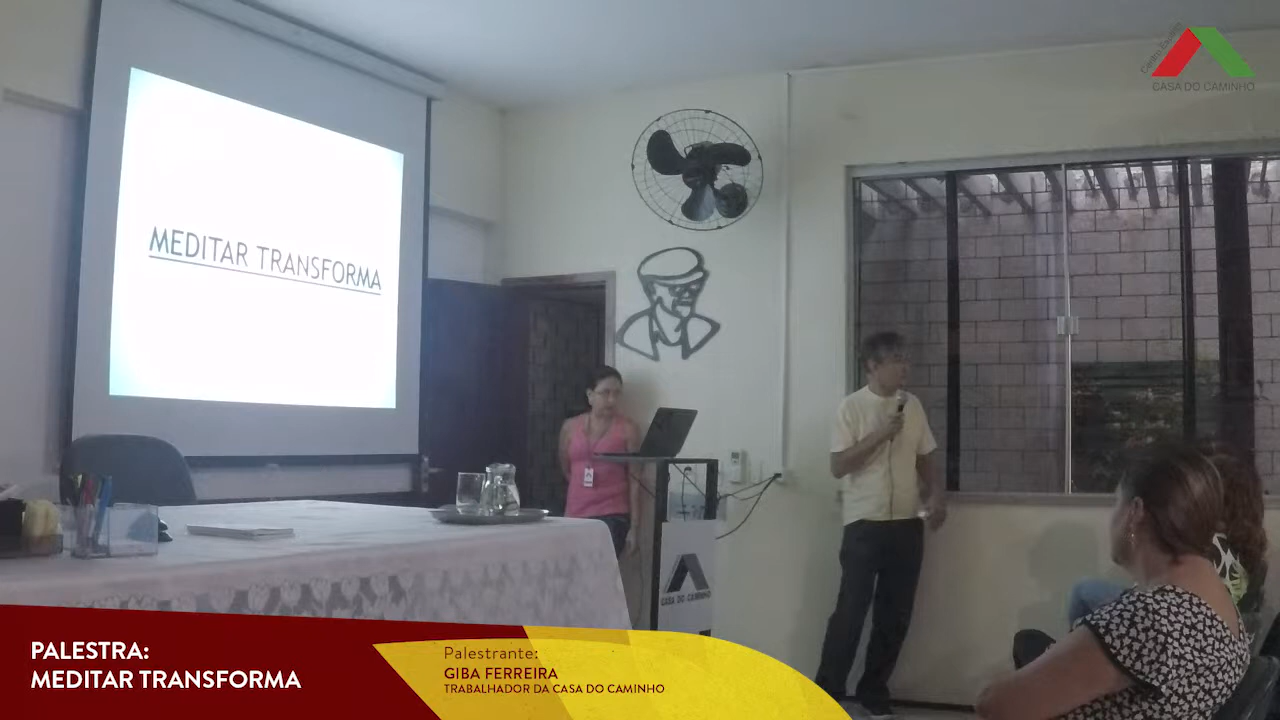 Centro Espírita
CASA DO CAMINHO
MEDITAR TRANSFORMA
CASA DO CAMINHO
PALESTRA:
MEDITAR TRANSFORMA
Palestrante:
GIBA FERREIRA
TRABALHADOR DA CASA DO CAMINHO